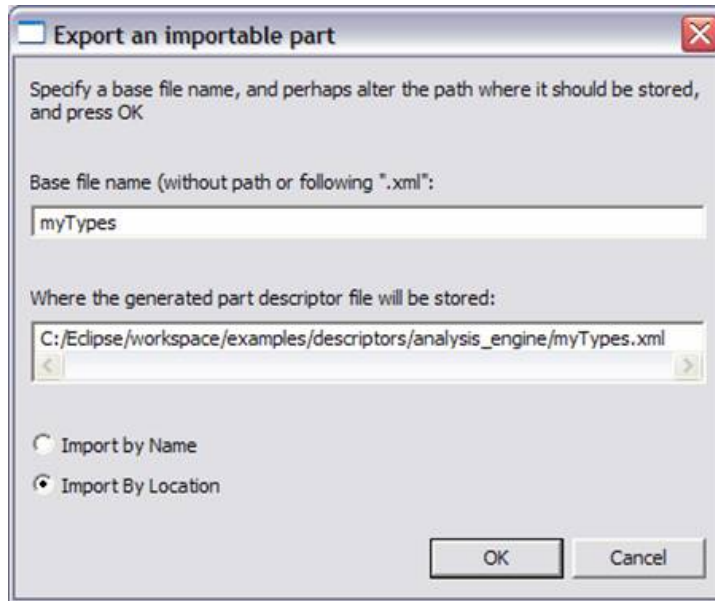 Export an importable part
Specify a base file name, and perhaps alter the path where it should be stored,
and press OK
Base file name (without path or following ".xml":
myTypes
Where the generated part descriptor file will be stored:
C:/Eclipse/workspace/examples/descriptors/analysis_engine/myTypes.xml
Import by Name
Import By Location
OK Cancel